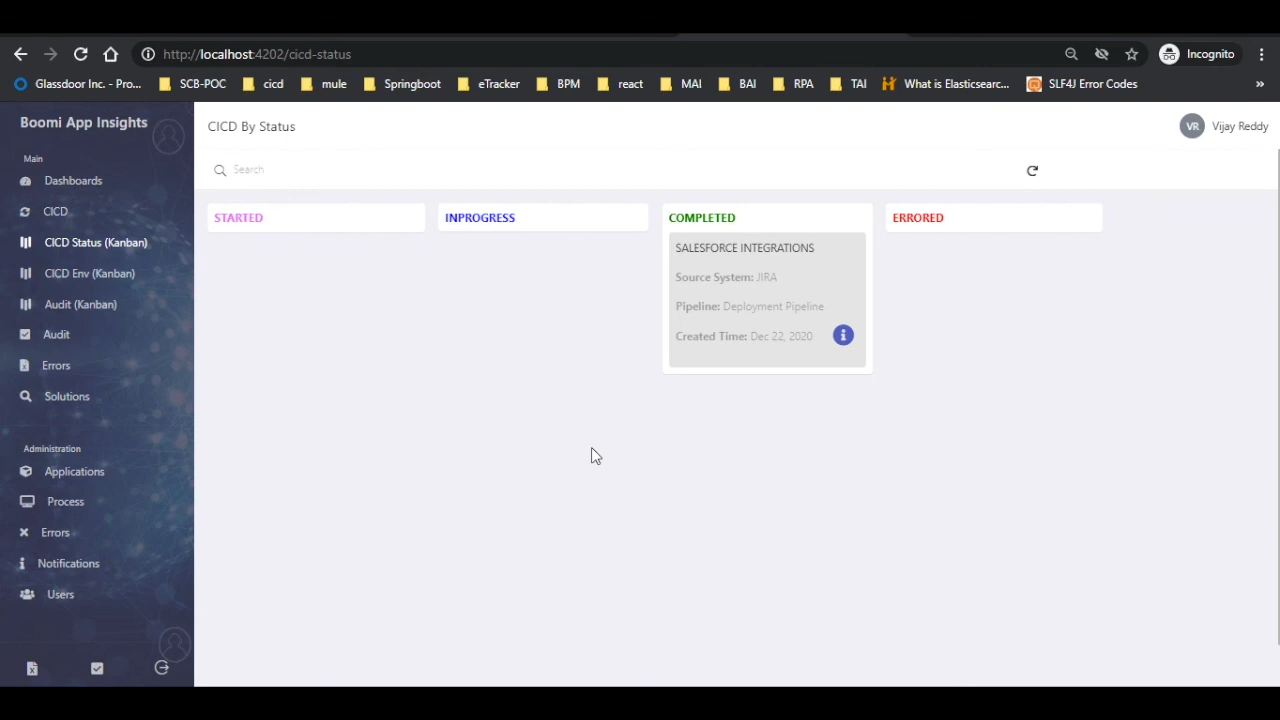 http://localhost:4202/cicd-status
Incognito
Glassdoor Inc. - Pro... SCB-POC cicd mule Springboot eTracker BPM react MAI BAI RPA TAI What is Elasticsearc... SLF4J Error Codes »
Boomi App Insights
CICD By Status
VR Vijay Reddy
Main
Search
Dashboards
CICD
CICD Status (Kanban)
CICD Env (Kanban)
Audit (Kanban)
Audit
Errors
Solutions
Administration
Applications
Process
Errors
Notifications
Users
STARTED
INPROGRESS
COMPLETED
SALESFORCE INTEGRATIONS
Source System: JIRA
Pipeline: Deployment Pipeline
Created Time: Dec 22, 2020
ERRORED